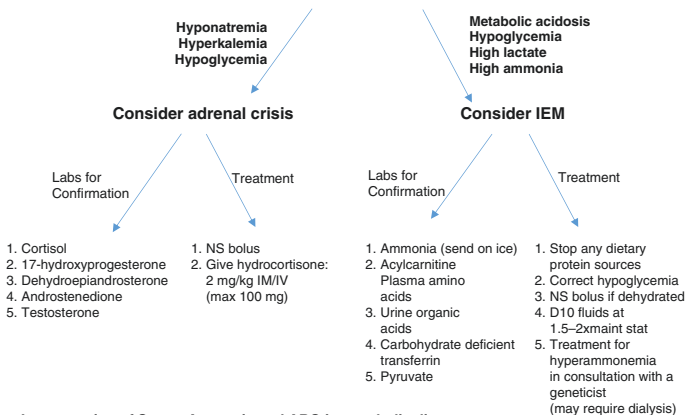 Hyponatremia
Hyperkalemia
Hypoglycemia
Metabolic acidosis
Hypoglycemia
High lactate
High ammonia
Consider adrenal crisis
Consider IEM
Labs for
Confirmation
Treatment
Labs for
Confirmation
Treatment
1. Cortisol
2. 17-hydroxyprogesterone
3. Dehydroepiandrosterone
4. Androstenedione
5. Testosterone
1. NS bolus
2. Give hydrocortisone:
2 mg/kg IM/IV
(max 100 mg)
1. Ammonia (send on ice)
2. Acylcarnitine
Plasma amino
acids
3. Urine organic
acids
4. Carbohydrate deficient
transferrin
5. Pyruvate
1. Stop any dietary
protein sources
2. Correct hypoglycemia
3. NS bolus if dehydrated
4. D10 fluids at
1.5–2xmaint stat
5. Treatment for
hyperammonemia
in consultation with a
geneticist
(may require dialysis)